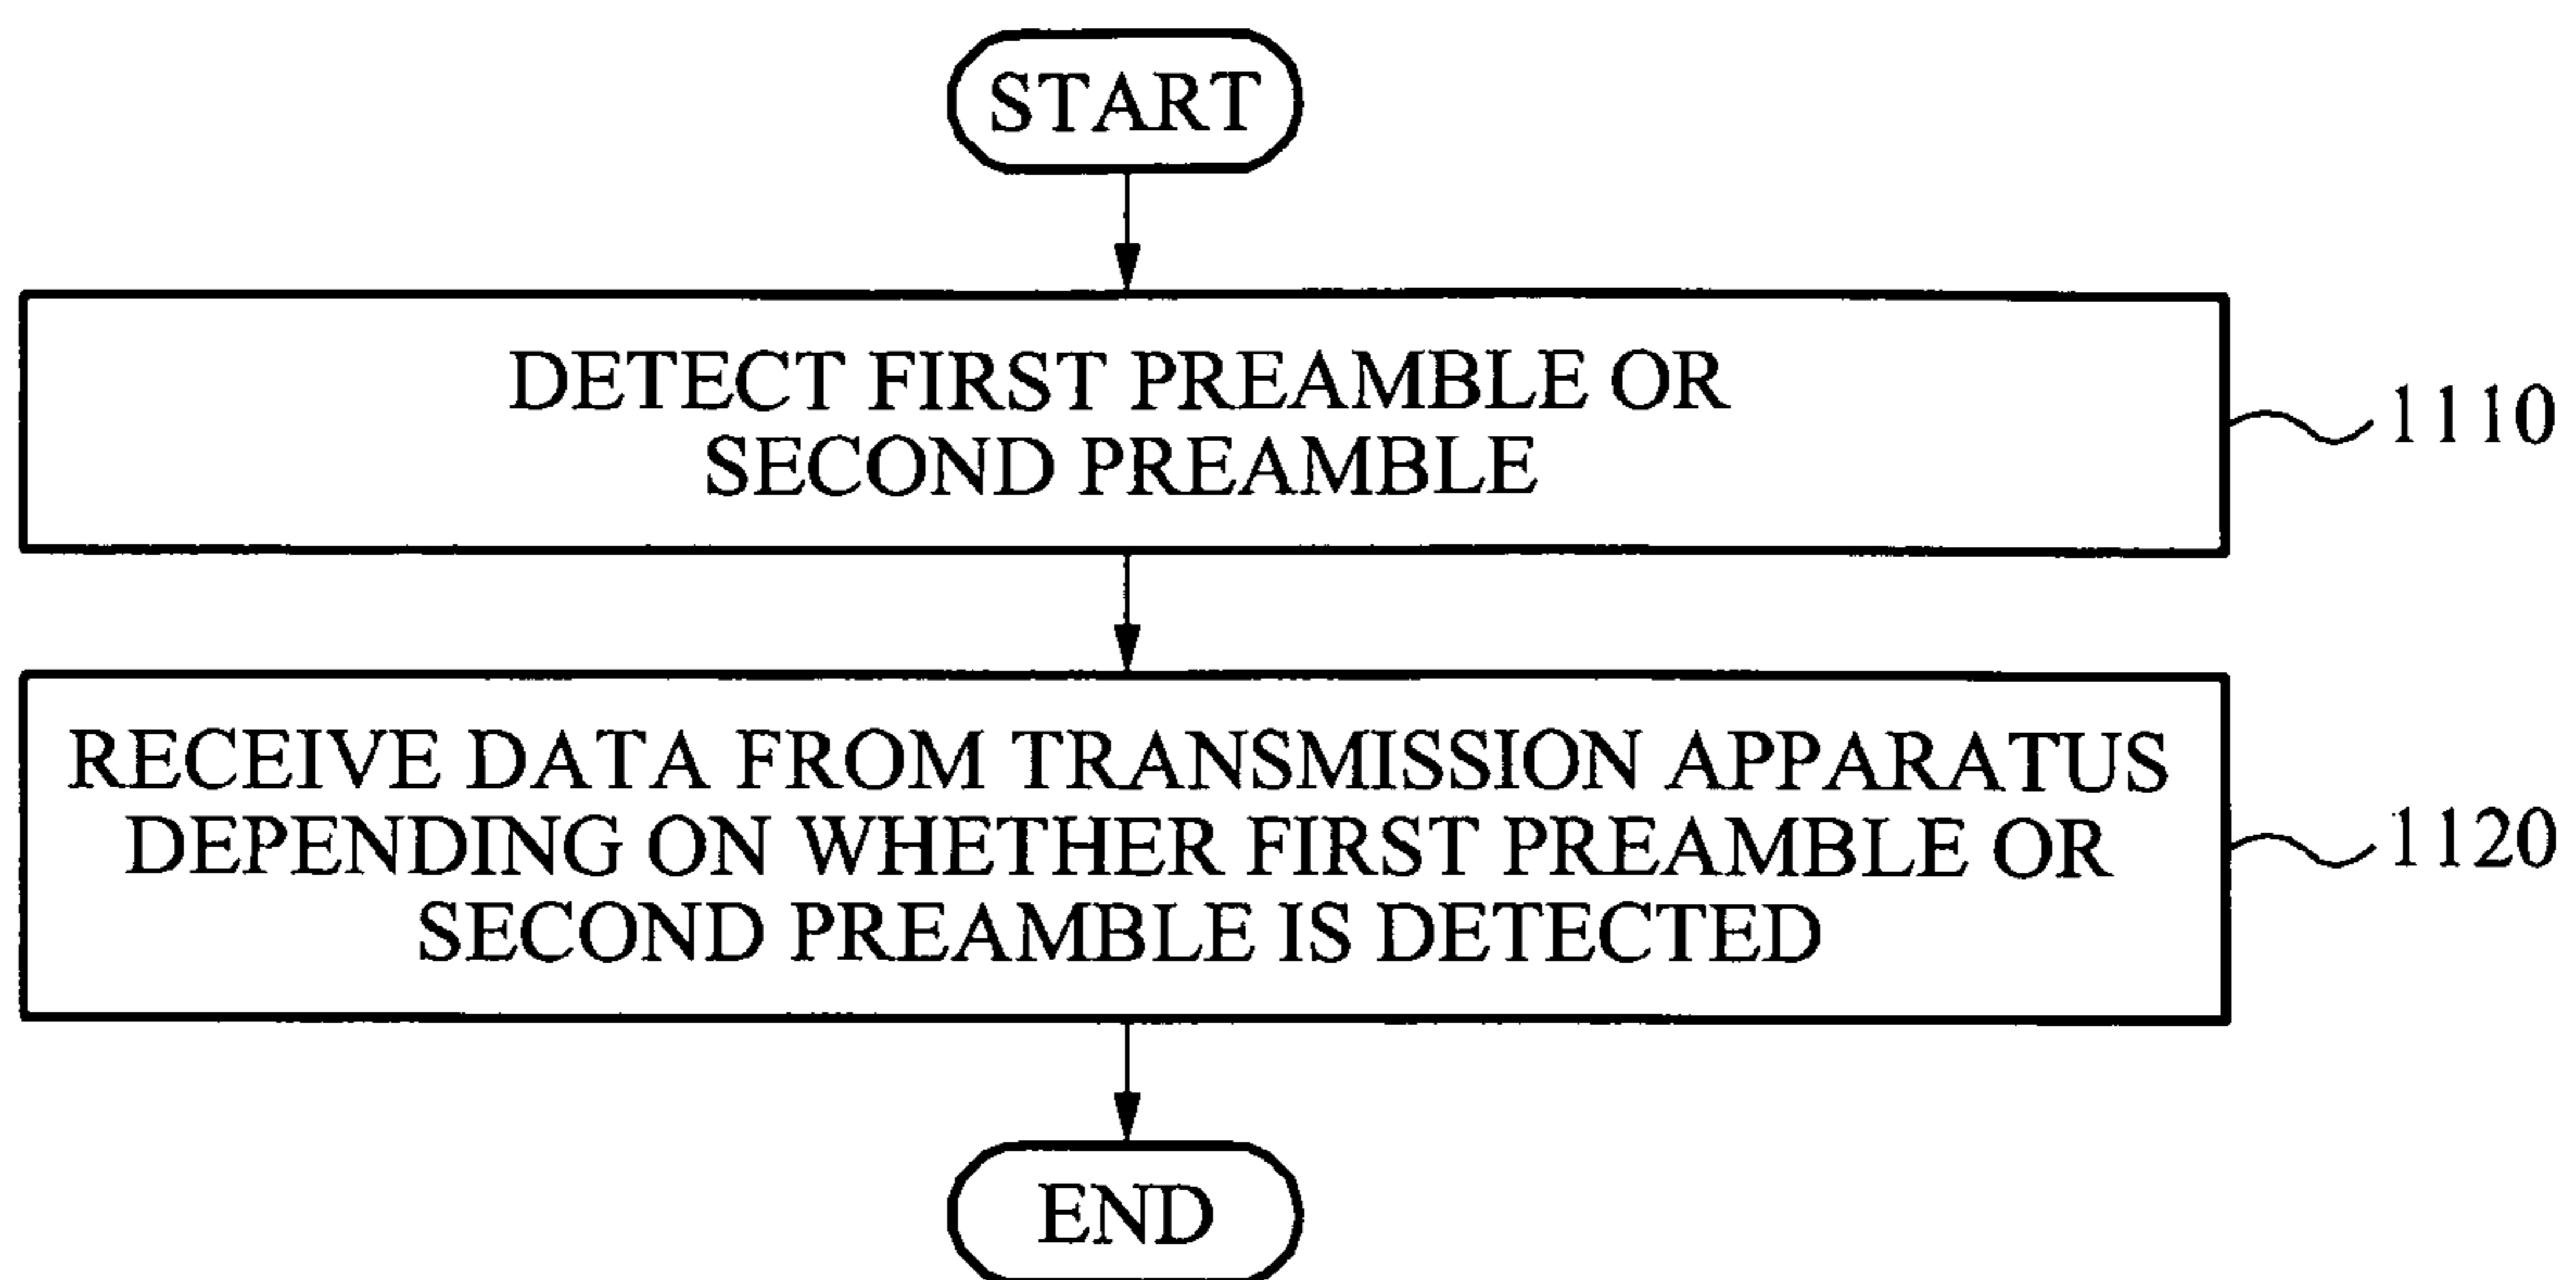 START
DETECT FIRST PREAMBLE OR
SECOND PREAMBLE
1110
RECEIVE DATA FROM TRANSMISSION APPARATUS
DEPENDING ON WHETHER FIRST PREAMBLE OR
SECOND PREAMBLE IS DETECTED
1120
END